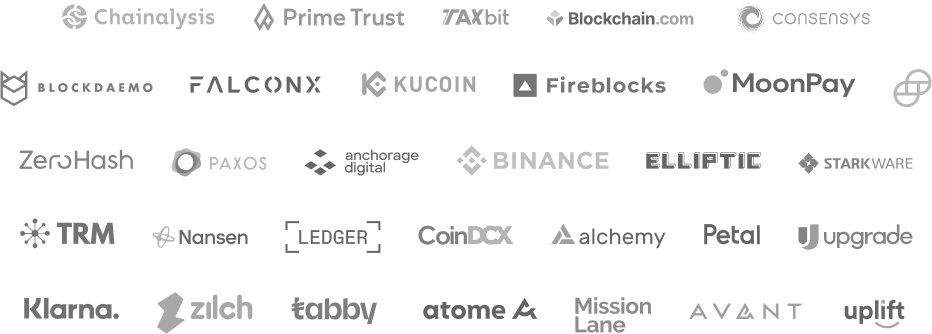 Chainalysis Prime Trust TAXbit Blockchain.com CONSENSYS
BLOCKDAEMO FALCONX KUCOIN Fireblocks MoonPay
ZeroHash PAXOS anchorage digital BINANCE ELLIPTIC STARKWARE
TRM Nansen LEDGER CoinDCX alchemy Petal upgrade
Klarna. zilch tabby atome Mission Lane AVANT uplift